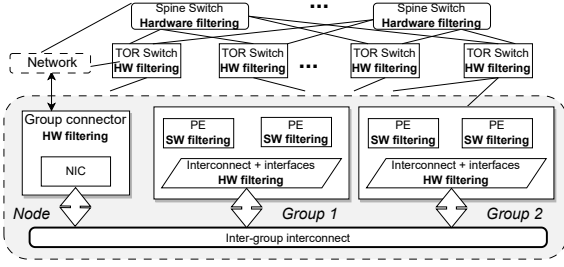 Spine Switch
Hardware filtering
...
Spine Switch
Hardware filtering
Network
TOR Switch
HW filtering
TOR Switch
HW filtering
...
TOR Switch
HW filtering
TOR Switch
HW filtering
Group connector
HW filtering
NIC
PE
SW filtering
PE
SW filtering
Interconnect + interfaces
HW filtering
PE
SW filtering
PE
SW filtering
Interconnect + interfaces
HW filtering
Node
Group 1
Group 2
Inter-group interconnect